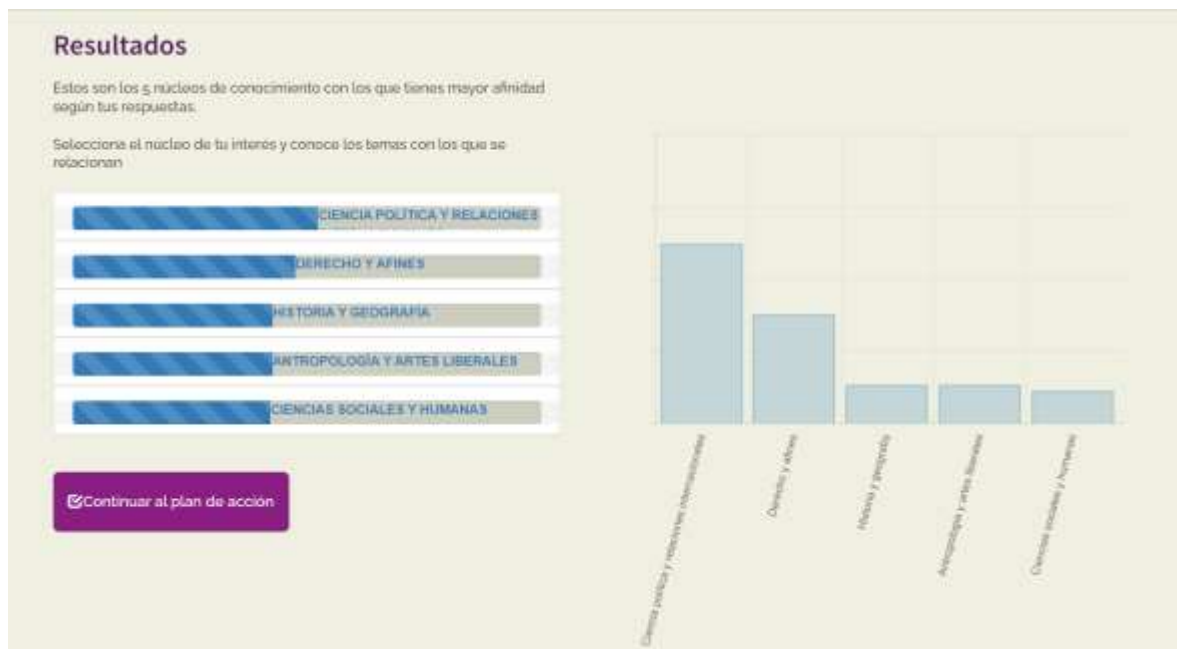 Resultados
Estos son los 5 núcleos de conocimiento con los que tienes mayor afinidad
según tus respuestas.
Selecciona el núcleo de tu interés y conoce los temas con los que se
relacionan
CIENCIA POLÍTICA Y RELACIONES
DERECHO Y AFINES
HISTORIA Y GEOGRAFÍA
ANTROPOLOGÍA Y ARTES LIBERALES
CIENCIAS SOCIALES Y HUMANAS
Continuar al plan de acción
Ciencia política y relaciones internacionales
Derecho y afines
Historia y geografía
Antropología y artes liberales
Ciencias sociales y humanas